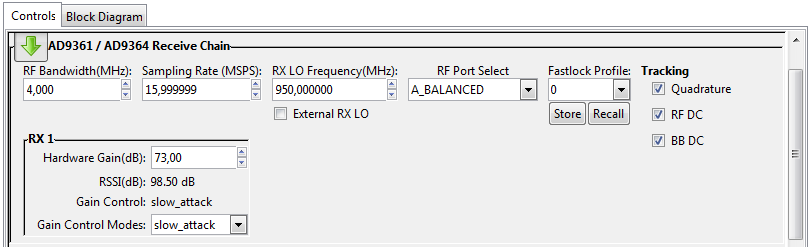 Controls Block Diagram
AD9361 / AD9364 Receive Chain
RF Bandwidth(MHz): Sampling Rate (MSPS): RX LO Frequency(MHz): RF Port Select Fastlock Profile: Tracking
4,000 15,999999 950,000000 A_BALANCED 0 Quadrature
External RX LO Store Recall RF DC
RX 1 BB DC
Hardware Gain(dB): 73,00
RSSI(dB): 98.50 dB
Gain Control: slow_attack
Gain Control Modes: slow_attack